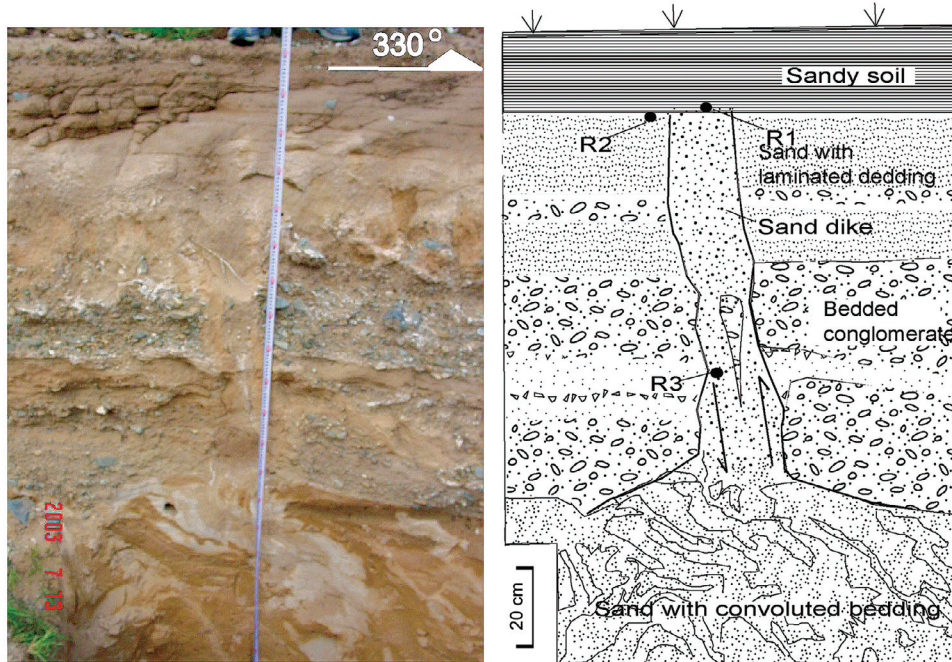 330°
2003 7 13
Sandy soil
R1
R2
Sand with
laminated dedding
Sand dike
Bedded
conglomerate
R3
20 cm
Sand with convoluted bedding